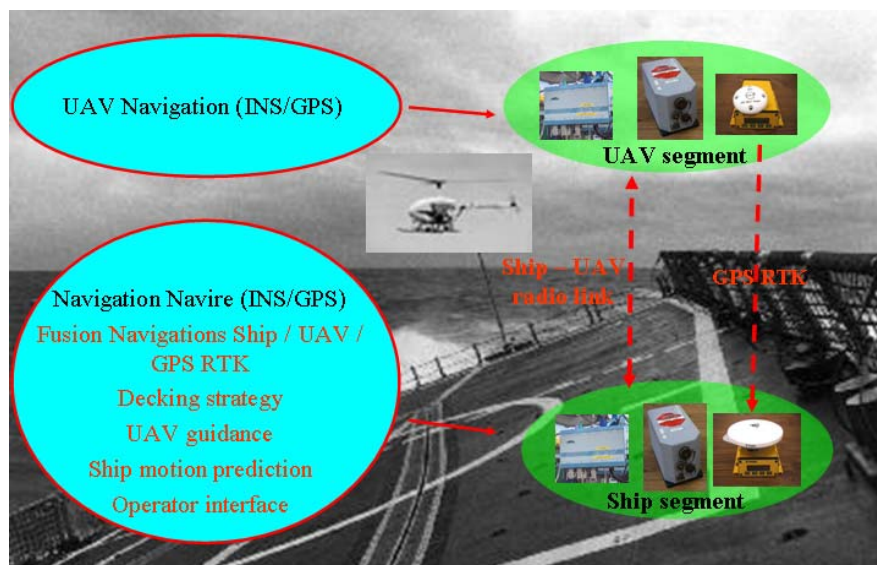 UAV Navigation (INS/GPS)
UAV segment
Ship – UAV
radio link
GPS RTK
Navigation Navire (INS/GPS)
Fusion Navigations Ship / UAV /
GPS RTK
Decking strategy
UAV guidance
Ship motion prediction
Operator interface
Ship segment